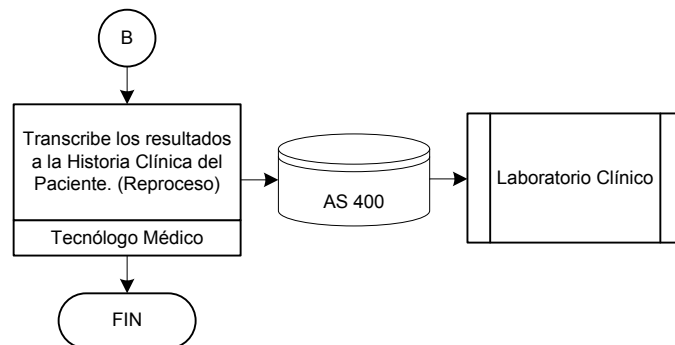 B
Transcribe los resultados
a la Historia Clínica del
Paciente. (Reproceso)
Tecnólogo Médico
AS 400
Laboratorio Clínico
FIN